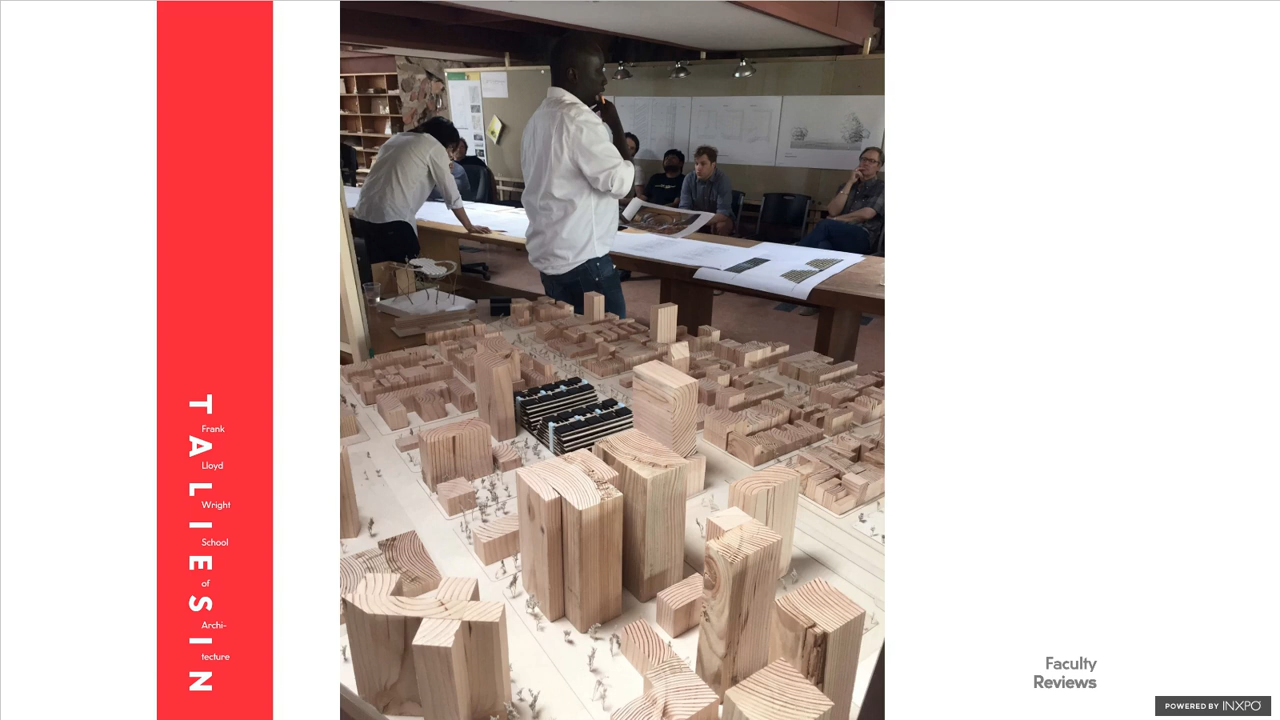 TALIESIN
Frank
Lloyd
Wright
School
of
Archi-
tecture
Faculty
Reviews
POWERED BY INXPO